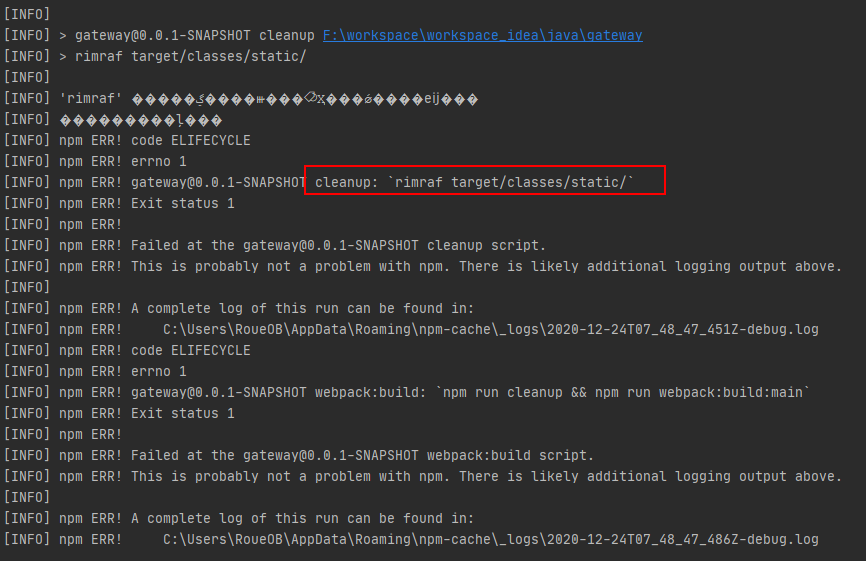 [INFO]
[INFO] > gateway@0.0.1-SNAPSHOT cleanup F:\workspace\workspace_idea\java\gateway
[INFO] > rimraf target/classes/static/
[INFO]
[INFO] 'rimraf'
[INFO]
[INFO] npm ERR! code ELIFECYCLE
[INFO] npm ERR! errno 1
[INFO] npm ERR! gateway@0.0.1-SNAPSHOT cleanup: `rimraf target/classes/static/`
[INFO] npm ERR! Exit status 1
[INFO] npm ERR!
[INFO] npm ERR! Failed at the gateway@0.0.1-SNAPSHOT cleanup script.
[INFO] npm ERR! This is probably not a problem with npm. There is likely additional logging output above.
[INFO]
[INFO] npm ERR! A complete log of this run can be found in:
[INFO] npm ERR!     C:\Users\RoueOB\AppData\Roaming\npm-cache\_logs\2020-12-24T07_48_47_451Z-debug.log
[INFO] npm ERR! code ELIFECYCLE
[INFO] npm ERR! errno 1
[INFO] npm ERR! gateway@0.0.1-SNAPSHOT webpack:build: `npm run cleanup && npm run webpack:build:main`
[INFO] npm ERR! Exit status 1
[INFO] npm ERR!
[INFO] npm ERR! Failed at the gateway@0.0.1-SNAPSHOT webpack:build script.
[INFO] npm ERR! This is probably not a problem with npm. There is likely additional logging output above.
[INFO]
[INFO] npm ERR! A complete log of this run can be found in:
[INFO] npm ERR!     C:\Users\RoueOB\AppData\Roaming\npm-cache\_logs\2020-12-24T07_48_47_486Z-debug.log